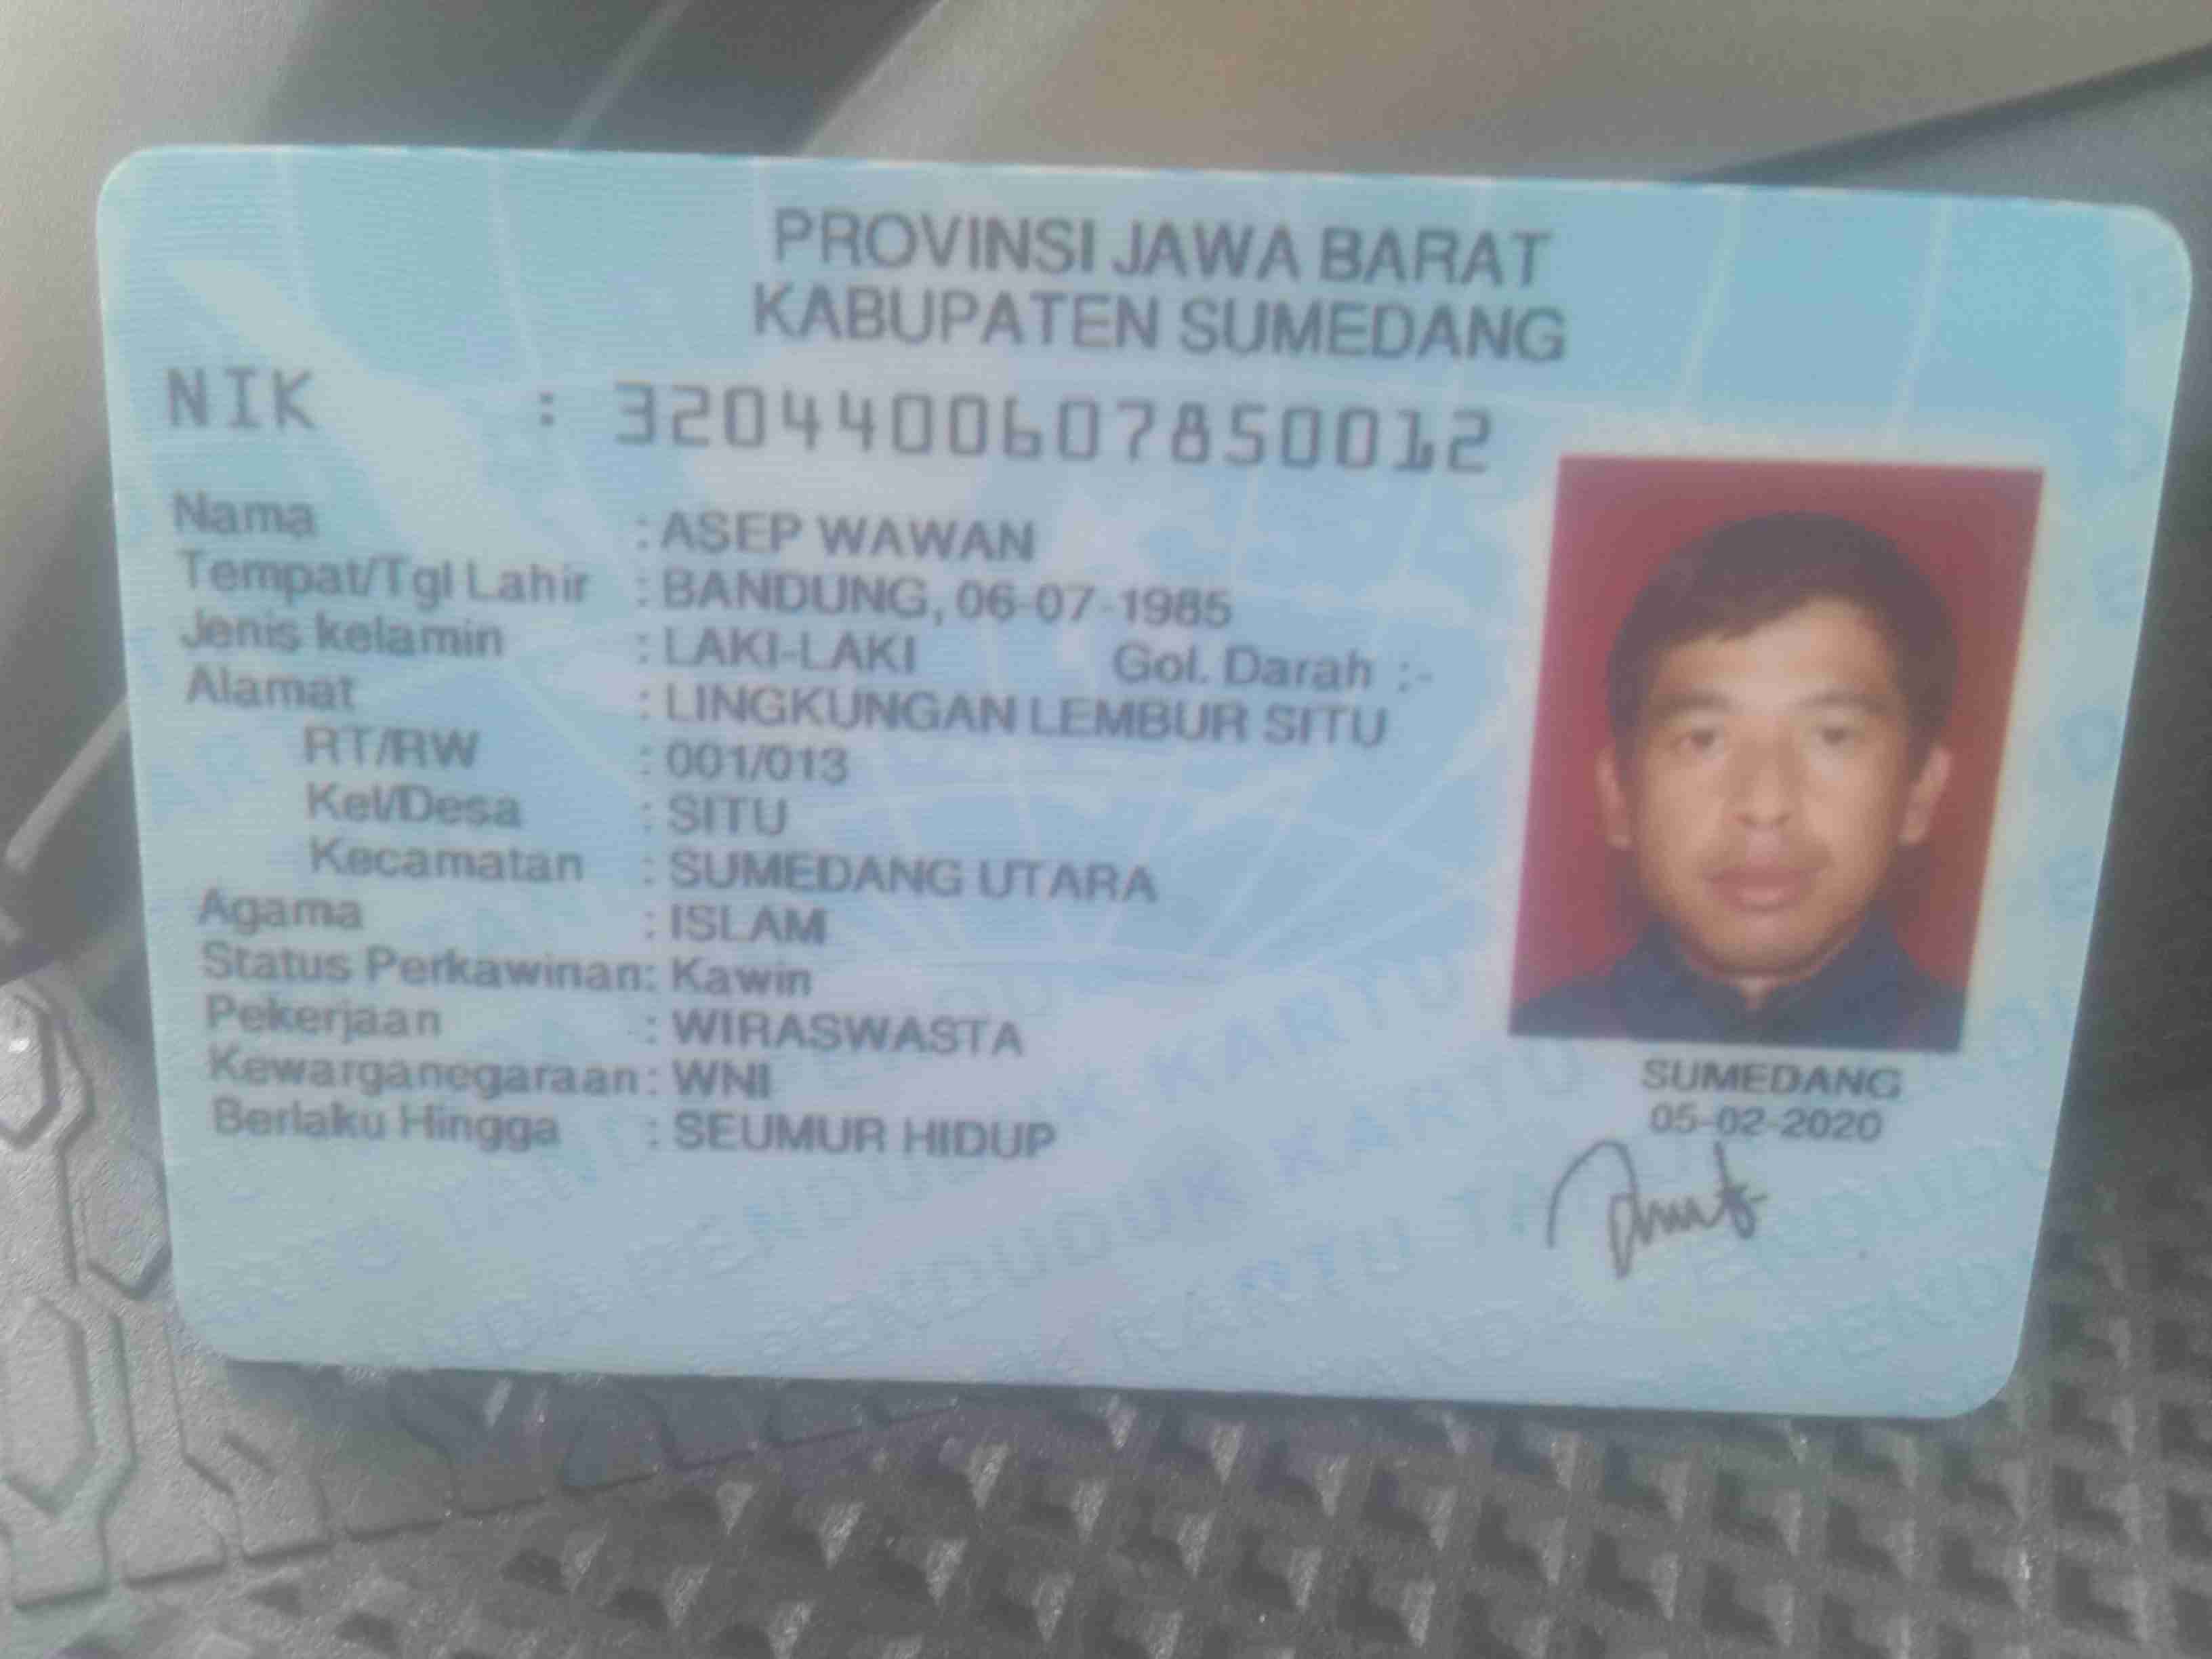 PROVINSI JAWA BARAT
KABUPATEN SUMEDANG
NIK : 3204400607850012
Nama : ASEP WAWAN
Tempat/Tgl Lahir : BANDUNG, 06-07-1985
Jenis kelamin : LAKI-LAKI Gol. Darah :-
Alamat : LINGKUNGAN LEMBUR SITU
RT/RW : 001/013
Kel/Desa : SITU
Kecamatan : SUMEDANG UTARA
Agama : ISLAM
Status Perkawinan: Kawin
Pekerjaan : WIRASWASTA
Kewarganegaraan: WNI
Berlaku Hingga : SEUMUR HIDUP
SUMEDANG
05-02-2020